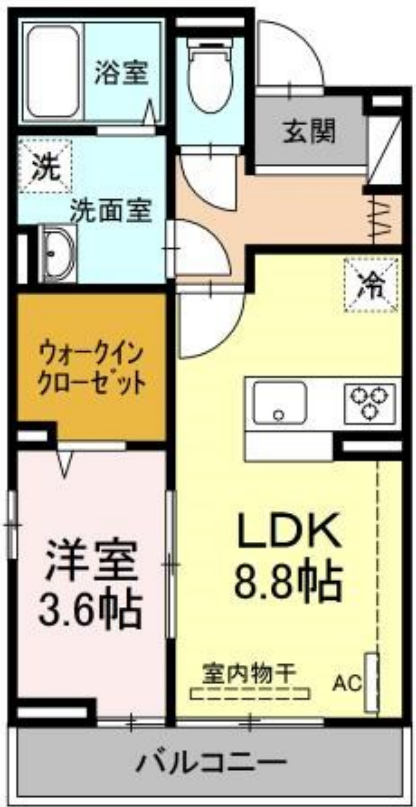 浴室
玄関
洗
洗面室
冷
ウォークイン
クローゼット
LDK
8.8帖
洋室
3.6帖
室内物干
AC
バルコニー